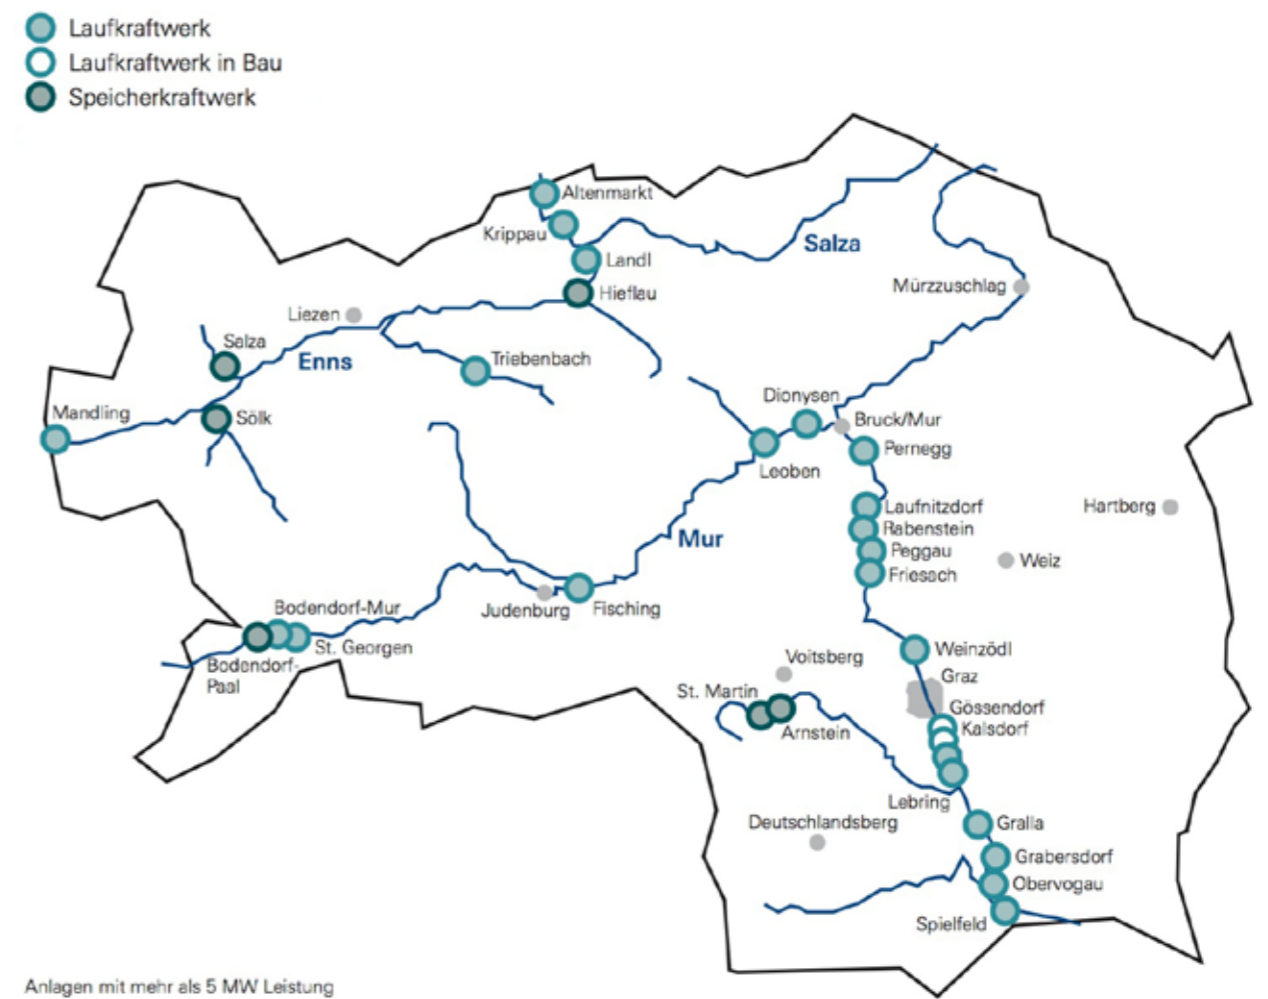 Laufkraftwerk
Laufkraftwerk in Bau
Speicherkraftwerk
Altenmarkt
Krippau
Salza
Landl
Hieflau
Mürzzuschlag
Liezen
Salza
Enns
Triebenbach
Mandling
Sölk
Dionysen
Bruck/Mur
Pernegg
Leoben
Laufnitzdorf
Hartberg
Rabenstein
Mur
Peggau
Weiz
Friesach
Bodendorf-Mur
Judenburg
Fisching
St. Georgen
Bodendorf-
Paal
Weinzödl
Voitsberg
Graz
St. Martin
Gössendorf
Kalsdorf
Arnstein
Lebring
Deutschlandsberg
Gralla
Grabersdorf
Obervogau
Spielfeld
Anlagen mit mehr als 5 MW Leistung